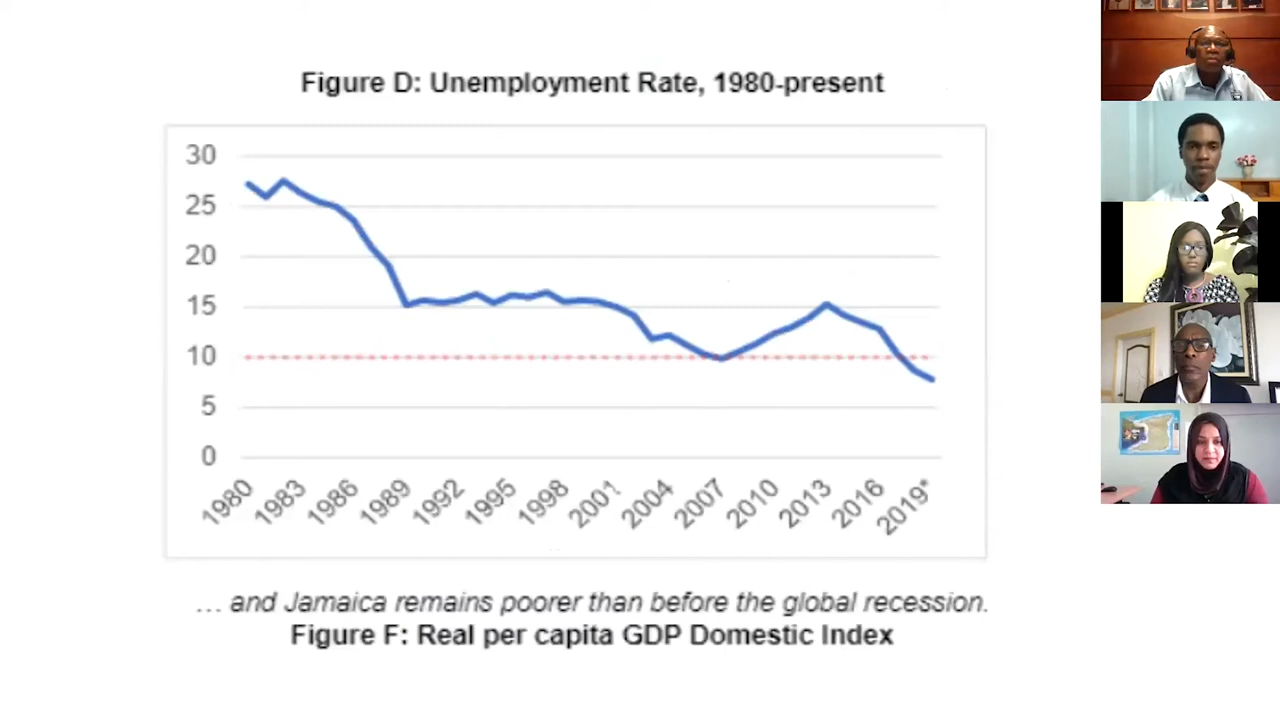 Figure D: Unemployment Rate, 1980-present
30
25
20
15
10
5
0
1980 1983 1986 1989 1992 1995 1998 2001 2004 2007 2010 2013 2016 2019*
… and Jamaica remains poorer than before the global recession.
Figure F: Real per capita GDP Domestic Index